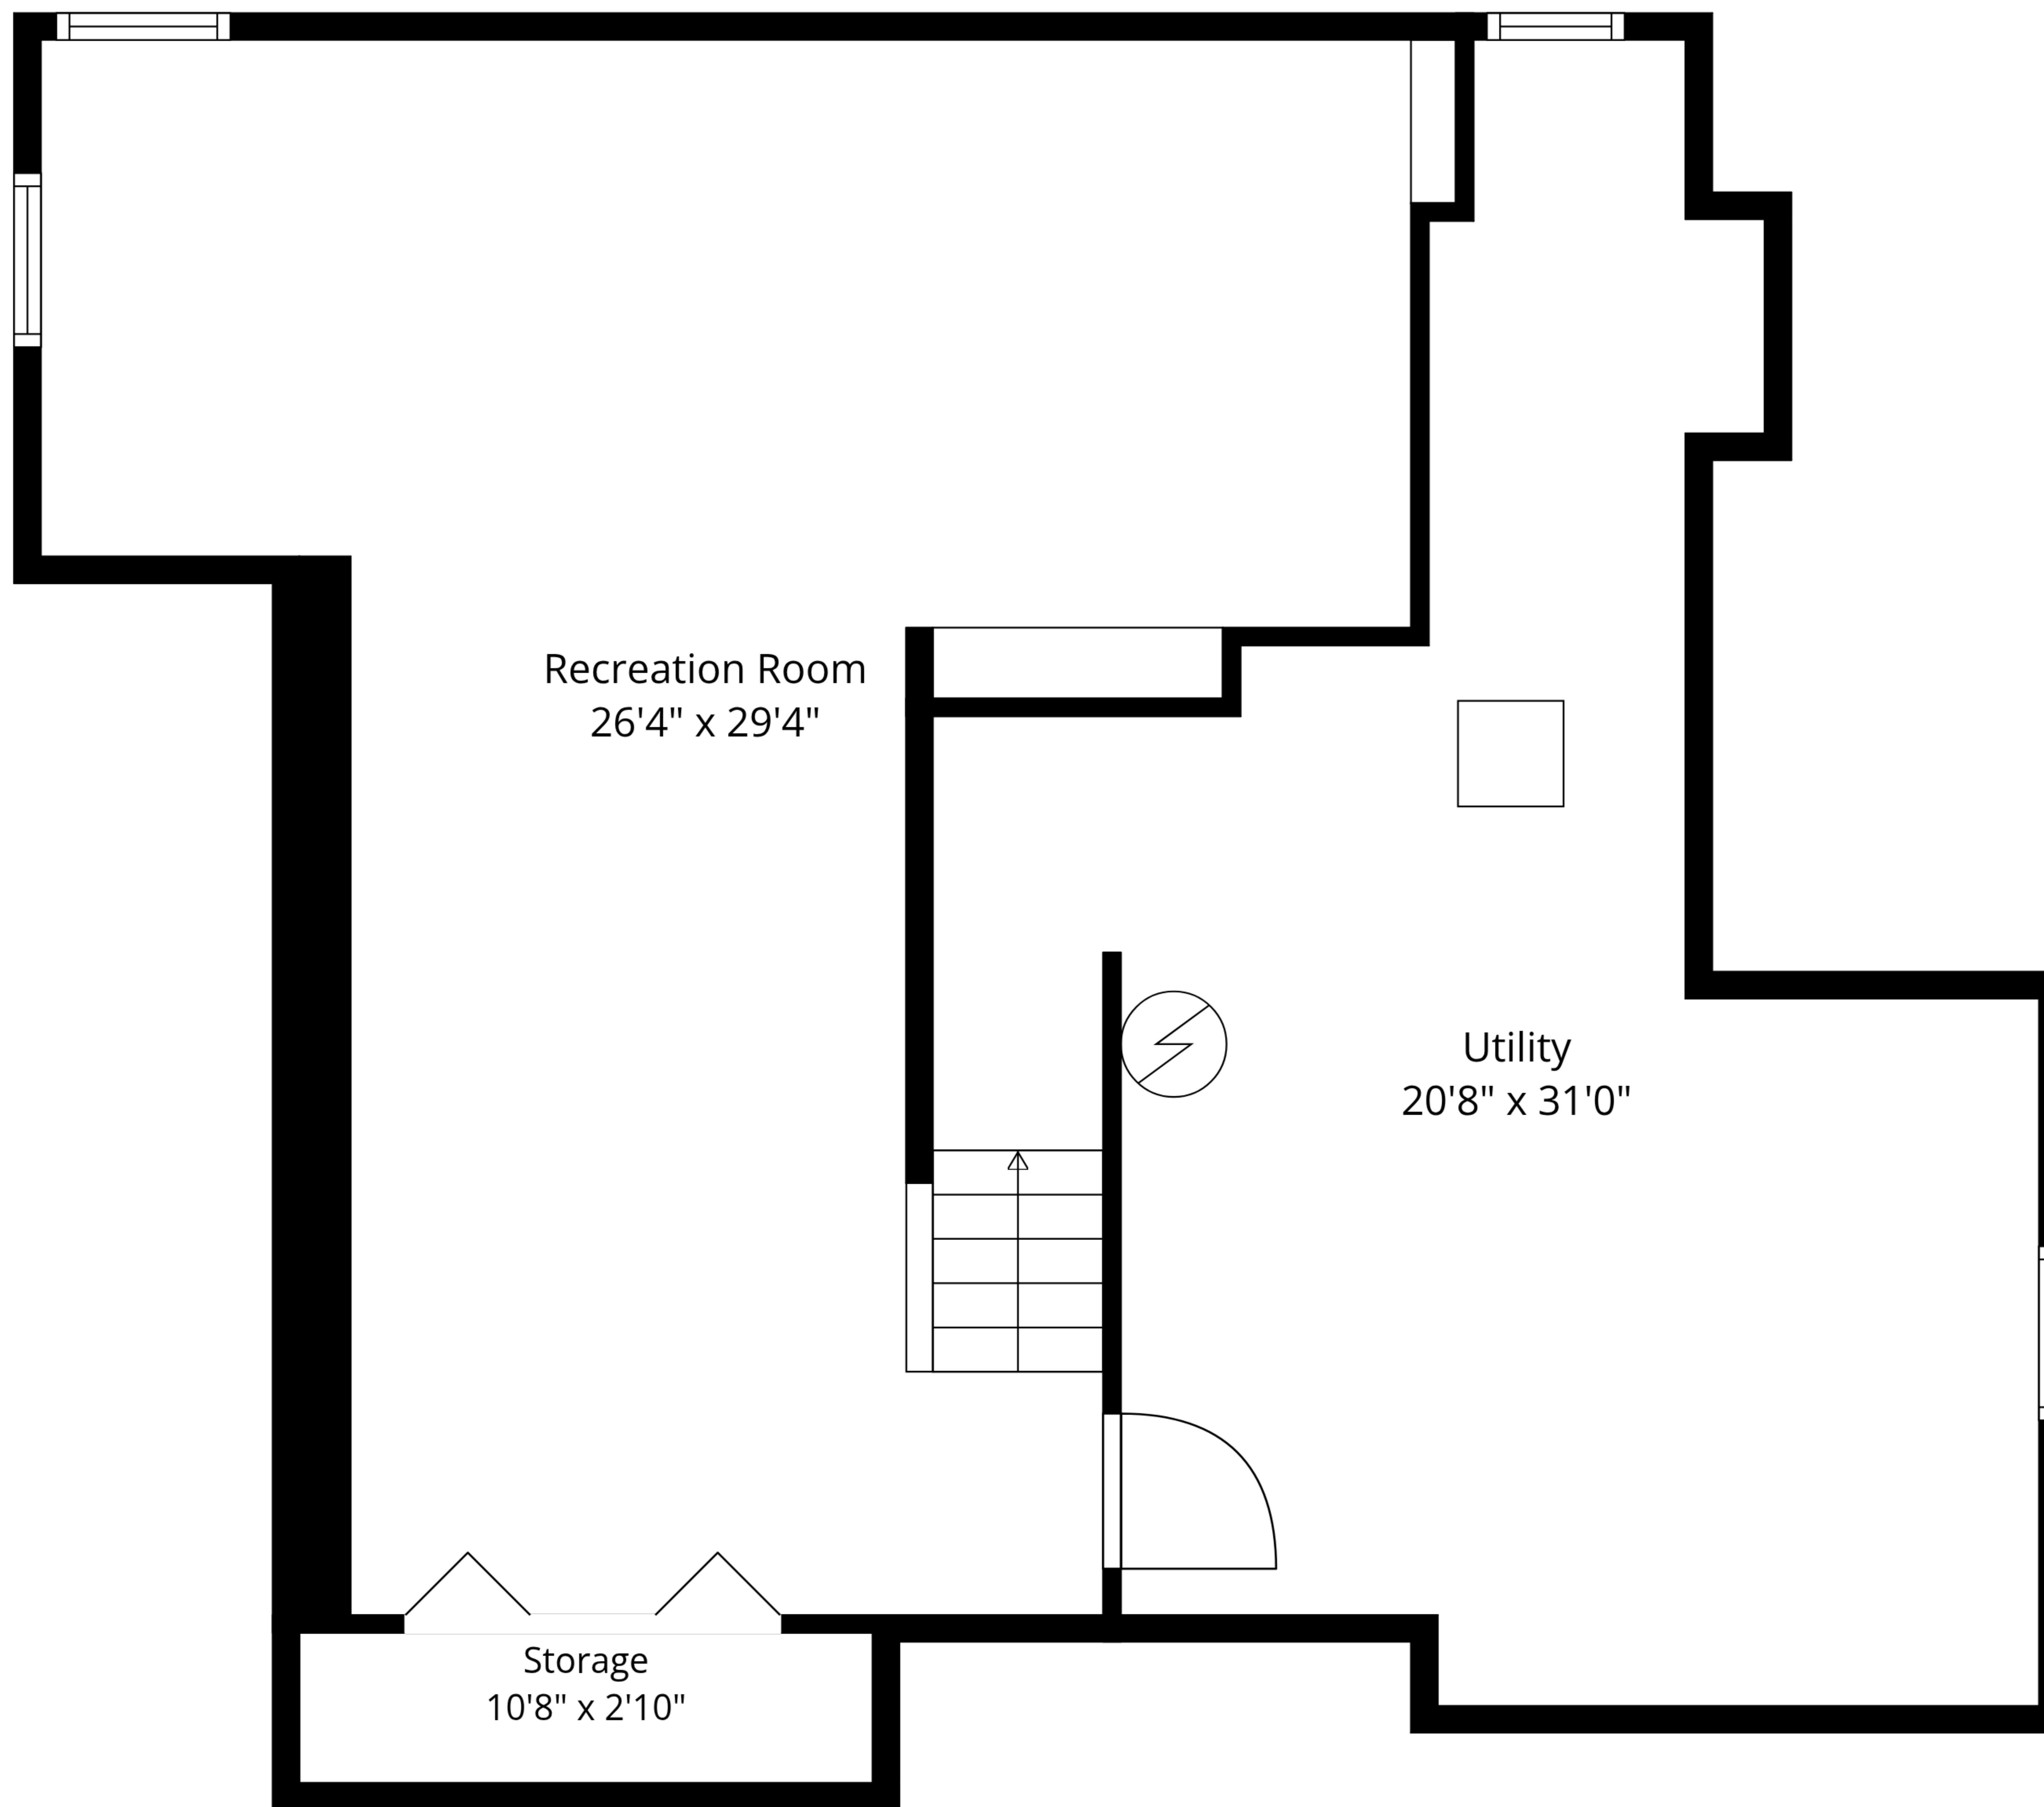 Recreation Room
26'4" x 29'4"
Utility
20'8" x 31'0"
Storage
10'8" x 2'10"